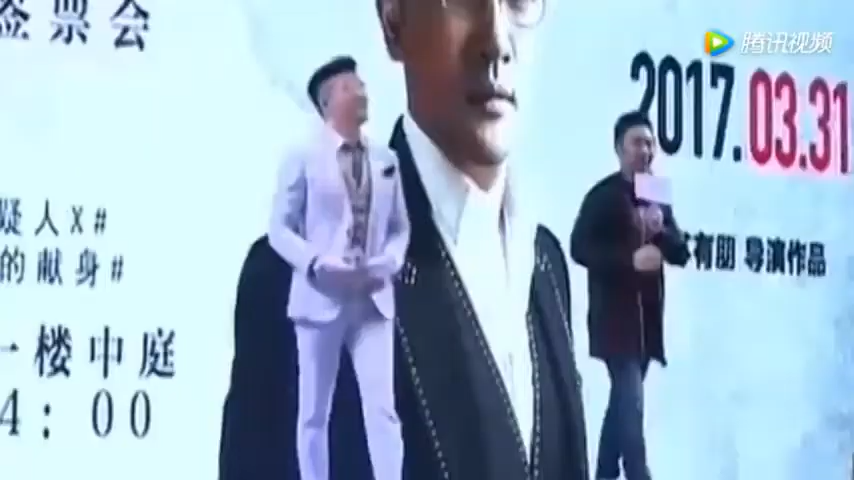 腾讯视频
签票会
2017.03.31
疑人X#
的献身#
苏有朋 导演作品
一楼中庭
4:00